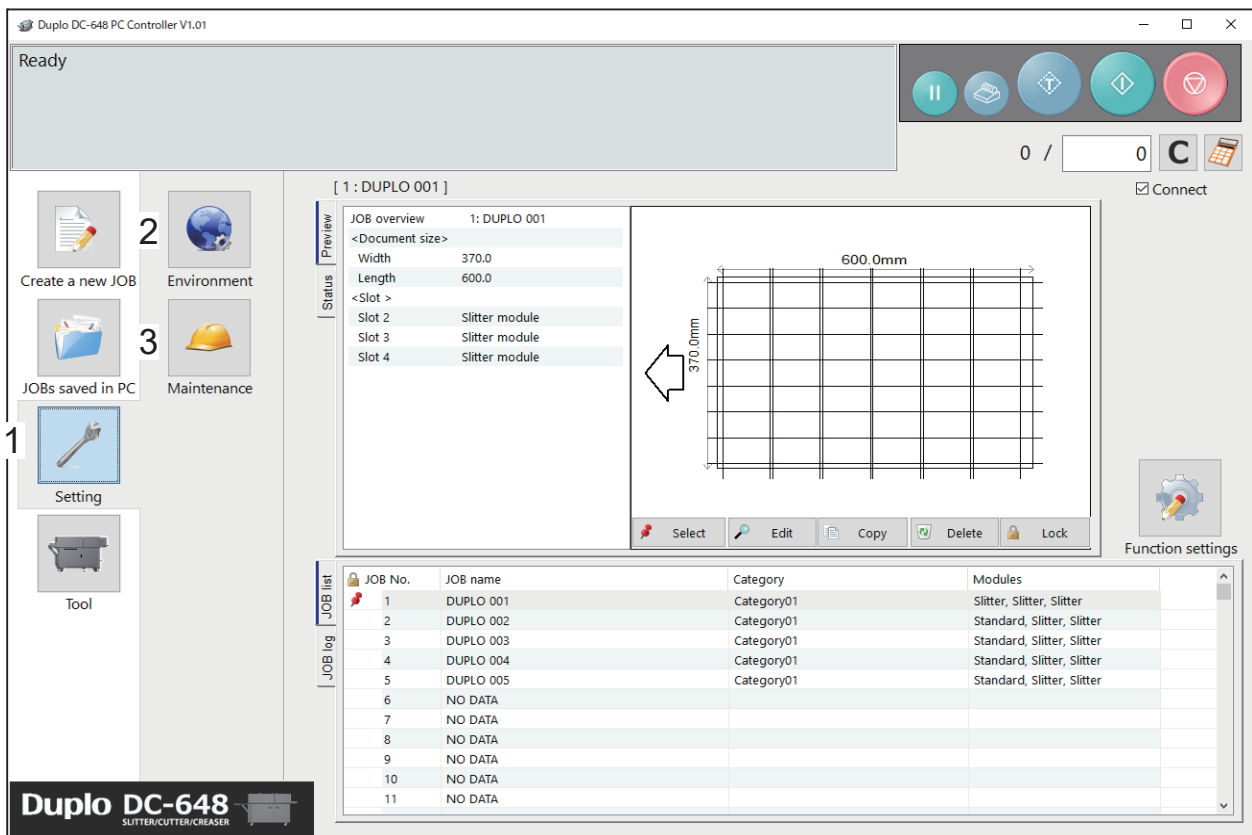 Duplo DC-648 PC Controller V1.01
Ready
0 / 0 C
Connect
Create a new JOB
2
Environment
JOBs saved in PC
3
Maintenance
1
Setting
Tool
[ 1 : DUPLO 001 ]
Preview
Status
JOB overview 1: DUPLO 001
<Document size>
Width 370.0
Length 600.0
<Slot >
Slot 2 Slitter module
Slot 3 Slitter module
Slot 4 Slitter module
600.0mm
370.0mm
Select Edit Copy Delete Lock
Function settings
JOB list
JOB log
JOB No. JOB name Category Modules
1 DUPLO 001 Category01 Slitter, Slitter, Slitter
2 DUPLO 002 Category01 Standard, Slitter, Slitter
3 DUPLO 003 Category01 Standard, Slitter, Slitter
4 DUPLO 004 Category01 Standard, Slitter, Slitter
5 DUPLO 005 Category01 Standard, Slitter, Slitter
6 NO DATA
7 NO DATA
8 NO DATA
9 NO DATA
10 NO DATA
11 NO DATA
Duplo DC-648
SLITTER/CUTTER/CREASER